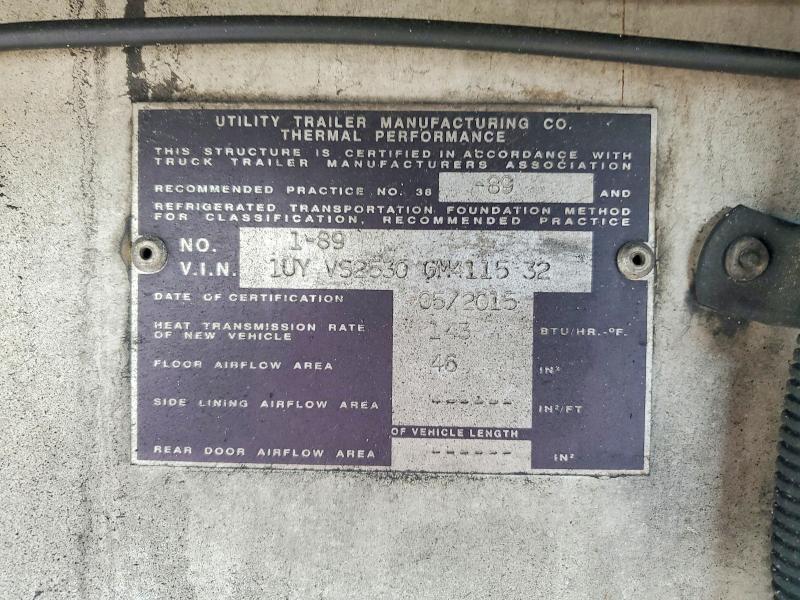 UTILITY TRAILER MANUFACTURING CO.
THERMAL PERFORMANCE
THIS STRUCTURE IS CERTIFIED IN ACCORDANCE WITH
TRUCK TRAILER MANUFACTURERS ASSOCIATION
RECOMMENDED PRACTICE NO. 38 -89 AND
REFRIGERATED TRANSPORTATION FOUNDATION METHOD
FOR CLASSIFICATION, RECOMMENDED PRACTICE
NO. 1-89
V.I.N. 1UY VS2530 GM4115 32
DATE OF CERTIFICATION 05/2015
HEAT TRANSMISSION RATE
OF NEW VEHICLE 143 BTU/HR.-°F.
FLOOR AIRFLOW AREA 46 IN²
SIDE LINING AIRFLOW AREA ------ IN²/FT
OF VEHICLE LENGTH
REAR DOOR AIRFLOW AREA ------ IN²